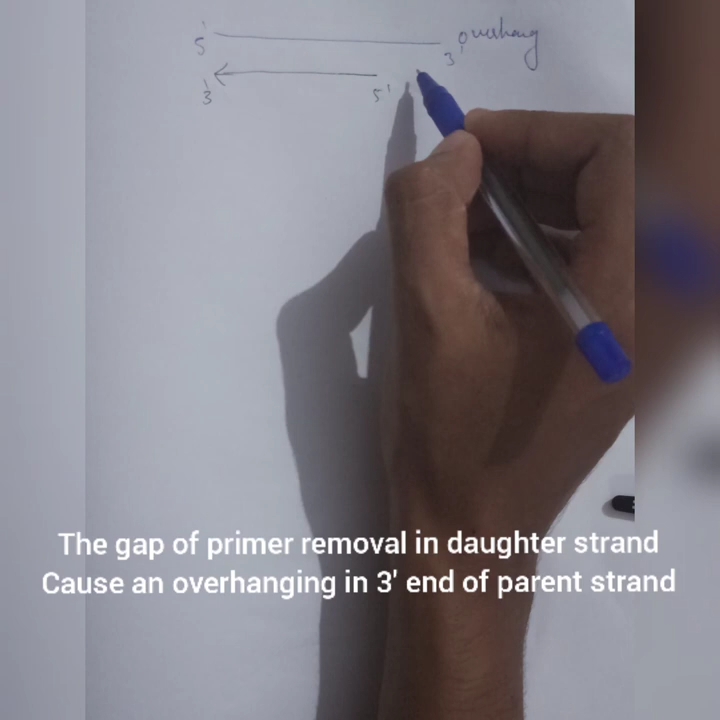 5'
3' overhang
3' 5'
The gap of primer removal in daughter strand
Cause an overhanging in 3' end of parent strand